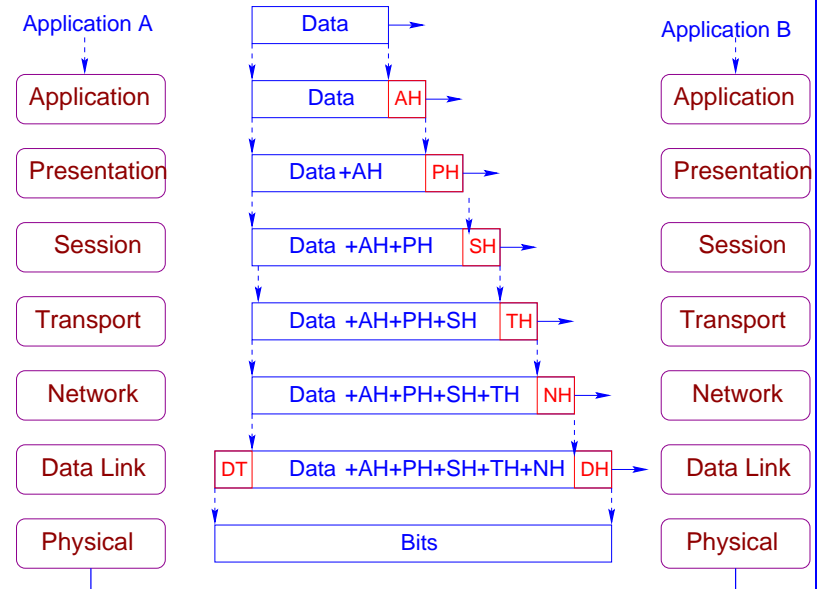 Application A Data Application B
Application Data AH Application
Presentation Data+AH PH Presentation
Session Data +AH+PH SH Session
Transport Data +AH+PH+SH TH Transport
Network Data +AH+PH+SH+TH NH Network
Data Link DT Data +AH+PH+SH+TH+NH DH Data Link
Physical Bits Physical